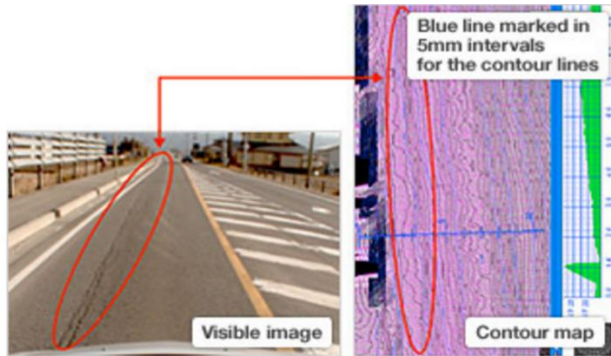 Blue line marked in
5mm intervals
for the contour lines
Visible image
Contour map